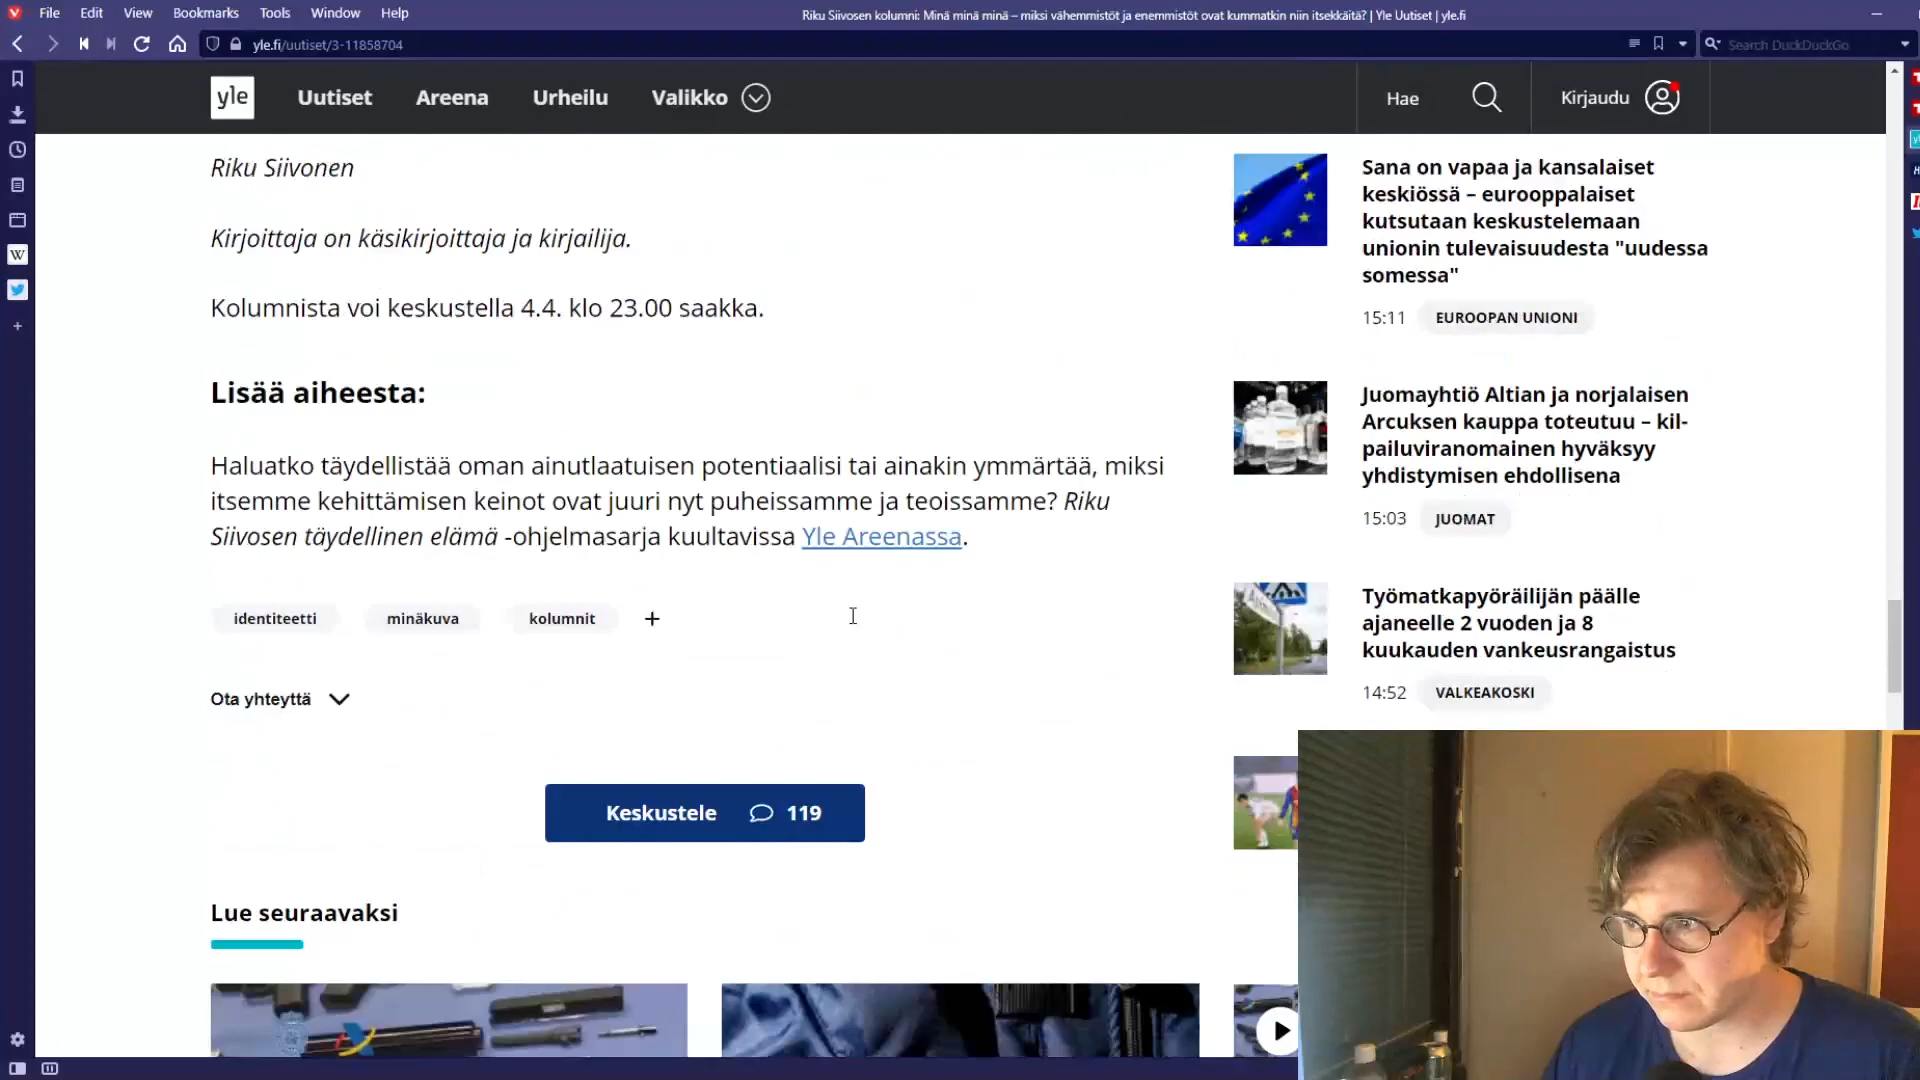 File Edit View Bookmarks Tools Window Help
Riku Siivosen kolumni: Minä minä minä – miksi vähemmistöt ja enemmistöt ovat kummatkin niin itsekkäitä? | Yle Uutiset | yle.fi
yle.fi/uutiset/3-11858704
Search DuckDuckGo
yle Uutiset Areena Urheilu Valikko Hae Kirjaudu
Riku Siivonen
Kirjoittaja on käsikirjoittaja ja kirjailija.
Kolumnista voi keskustella 4.4. klo 23.00 saakka.
Lisää aiheesta:
Haluatko täydellistää oman ainutlaatuisen potentiaalisi tai ainakin ymmärtää, miksi
itsemme kehittämisen keinot ovat juuri nyt puheissamme ja teoissamme? Riku
Siivosen täydellinen elämä -ohjelmasarja kuultavissa Yle Areenassa.
identiteetti minäkuva kolumnit +
Ota yhteyttä
Keskustele 119
Lue seuraavaksi
Sana on vapaa ja kansalaiset
keskiössä – eurooppalaiset
kutsutaan keskustelemaan
unionin tulevaisuudesta "uudessa
somessa"
15:11 EUROOPAN UNIONI
Juomayhtiö Altian ja norjalaisen
Arcuksen kauppa toteutuu – kil-
pailuviranomainen hyväksyy
yhdistymisen ehdollisena
15:03 JUOMAT
Työmatkapyöräilijän päälle
ajaneelle 2 vuoden ja 8
kuukauden vankeusrangaistus
14:52 VALKEAKOSKI
W